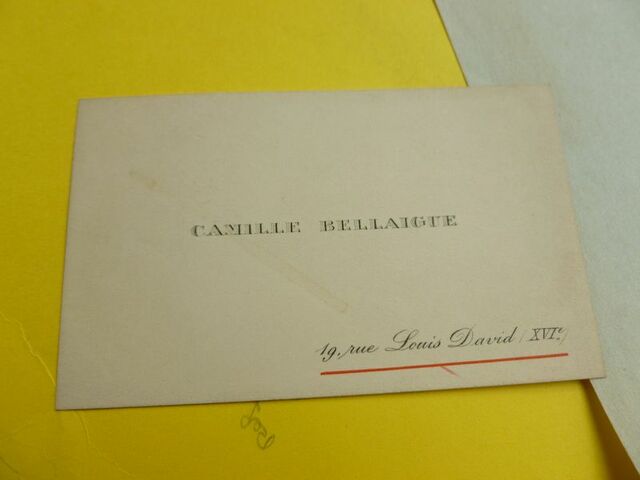 CAMILLE BELLAIGUE
19, rue Louis David (XVIe)